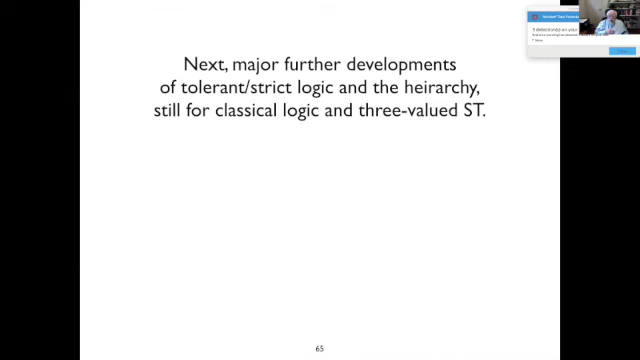 Next, major further developments
of tolerant/strict logic and the heirarchy,
still for classical logic and three-valued ST.
65